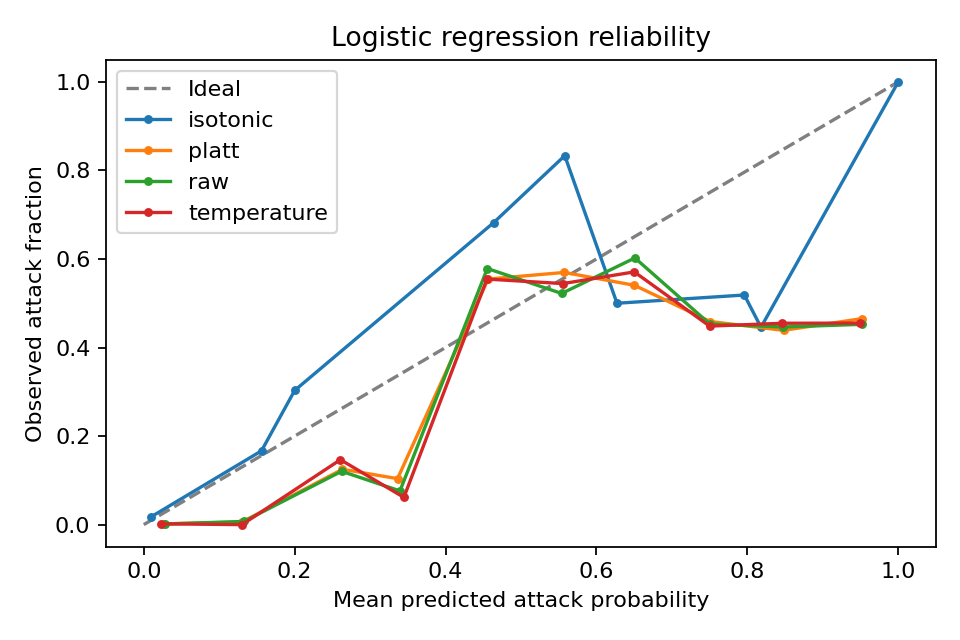 Logistic regression reliability
Ideal
isotonic
platt
raw
temperature
Observed attack fraction
1.0
0.8
0.6
0.4
0.2
0.0
0.0 0.2 0.4 0.6 0.8 1.0
Mean predicted attack probability